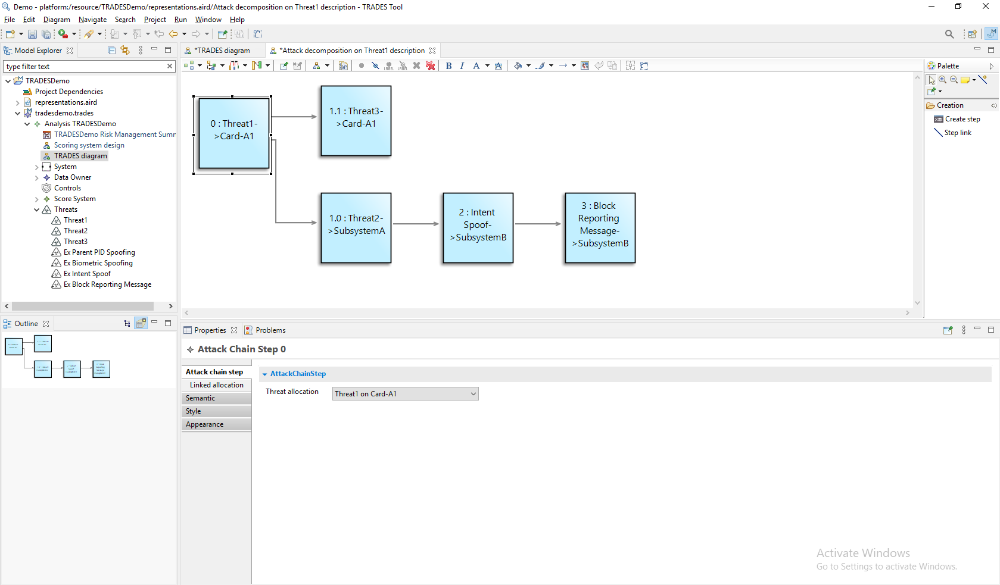 Demo - platform:/resource/TRADESDemo/representations.aird/Attack decomposition on Threat1 description - TRADES Tool
File Edit Diagram Navigate Search Project Run Window Help
Model Explorer
type filter text
TRADESDemo
Project Dependencies
representations.aird
tradesdemo.trades
Analysis TRADESDemo
TRADESDemo Risk Management Summ
Scoring system design
TRADES diagram
System
Data Owner
Controls
Score System
Threats
Threat1
Threat2
Threat3
Ex Parent PID Spoofing
Ex Biometric Spoofing
Ex Intent Spoof
Ex Block Reporting Message
Outline
*TRADES diagram
*Attack decomposition on Threat1 description
LABEL LABEL
B I A A
0 : Threat1-
>Card-A1
1.1 : Threat3-
>Card-A1
1.0 : Threat2-
>SubsystemA
2 : Intent
Spoof-
>SubsystemB
3 : Block
Reporting
Message-
>SubsystemB
Palette
Creation
Create step
Step link
Properties
Problems
Attack Chain Step 0
Attack chain step
Linked allocation
Semantic
Style
Appearance
AttackChainStep
Threat allocation
Threat1 on Card-A1
Activate Windows
Go to Settings to activate Windows.